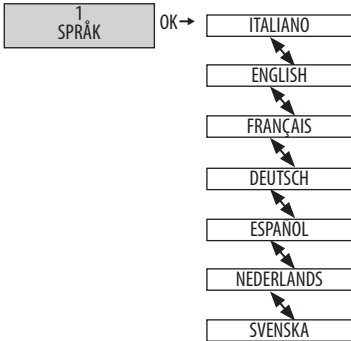 1
SPRÅK
OK→
ITALIANO
ENGLISH
FRANÇAIS
DEUTSCH
ESPAÑOL
NEDERLANDS
SVENSKA